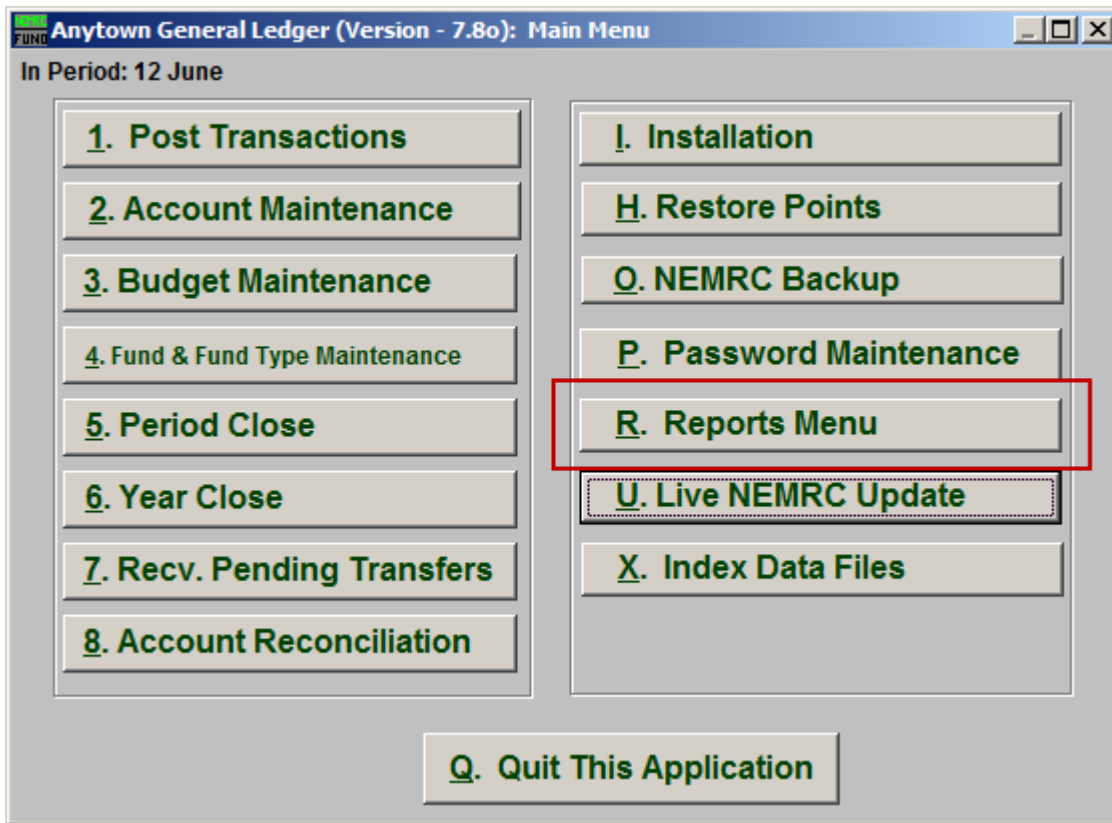 NEMRC
FUND
Anytown General Ledger (Version - 7.8o): Main Menu
In Period: 12 June
1. Post Transactions
2. Account Maintenance
3. Budget Maintenance
4. Fund & Fund Type Maintenance
5. Period Close
6. Year Close
7. Recv. Pending Transfers
8. Account Reconciliation
I. Installation
H. Restore Points
O. NEMRC Backup
P. Password Maintenance
R. Reports Menu
U. Live NEMRC Update
X. Index Data Files
Q. Quit This Application